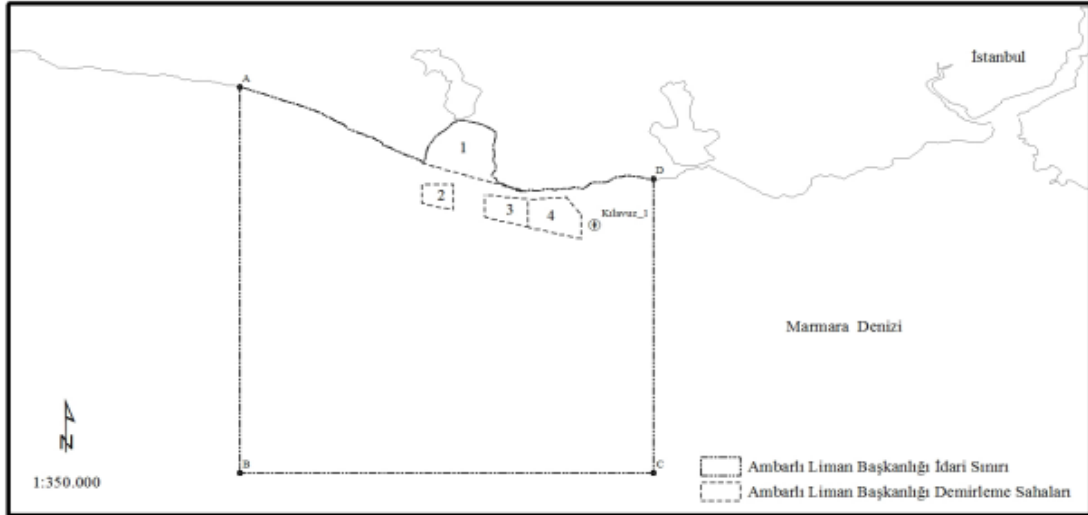 İstanbul
A
1
D
2
3
4
Kılavuz_1
Marmara Denizi
N
B
C
1:350.000
Ambarlı Liman Başkanlığı İdari Sınırı
Ambarlı Liman Başkanlığı Demirleme Sahaları